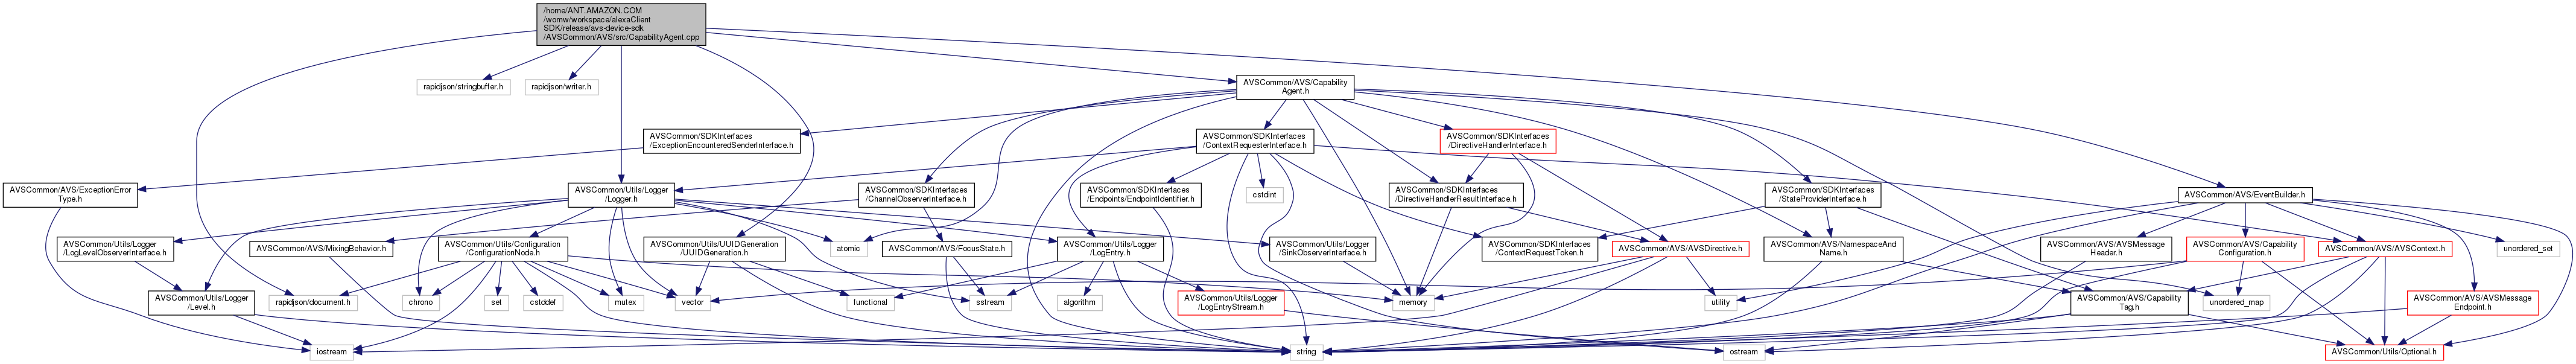 /home/ANT.AMAZON.COM
/womw/workspace/alexaClient
SDK/release/avs-device-sdk
/AVSCommon/AVS/src/CapabilityAgent.cpp
rapidjson/stringbuffer.h
rapidjson/writer.h
AVSCommon/AVS/Capability
Agent.h
AVSCommon/SDKInterfaces
/ExceptionEncounteredSenderInterface.h
AVSCommon/SDKInterfaces
/ContextRequesterInterface.h
AVSCommon/SDKInterfaces
/DirectiveHandlerInterface.h
AVSCommon/AVS/ExceptionError
Type.h
AVSCommon/Utils/Logger
/Logger.h
AVSCommon/SDKInterfaces
/ChannelObserverInterface.h
AVSCommon/SDKInterfaces
/Endpoints/EndpointIdentifier.h
cstdint
AVSCommon/SDKInterfaces
/DirectiveHandlerResultInterface.h
AVSCommon/SDKInterfaces
/StateProviderInterface.h
AVSCommon/AVS/EventBuilder.h
AVSCommon/Utils/Logger
/LogLevelObserverInterface.h
AVSCommon/AVS/MixingBehavior.h
AVSCommon/Utils/Configuration
/ConfigurationNode.h
AVSCommon/Utils/UUIDGeneration
/UUIDGeneration.h
atomic
AVSCommon/AVS/FocusState.h
AVSCommon/Utils/Logger
/LogEntry.h
AVSCommon/Utils/Logger
/SinkObserverInterface.h
AVSCommon/SDKInterfaces
/ContextRequestToken.h
AVSCommon/AVS/AVSDirective.h
AVSCommon/AVS/NamespaceAnd
Name.h
AVSCommon/AVS/AVSMessage
Header.h
AVSCommon/AVS/Capability
Configuration.h
AVSCommon/AVS/AVSContext.h
unordered_set
AVSCommon/Utils/Logger
/Level.h
rapidjson/document.h
chrono
set
cstddef
mutex
vector
functional
sstream
algorithm
AVSCommon/Utils/Logger
/LogEntryStream.h
memory
utility
AVSCommon/AVS/Capability
Tag.h
unordered_map
AVSCommon/AVS/AVSMessage
Endpoint.h
iostream
string
ostream
AVSCommon/Utils/Optional.h